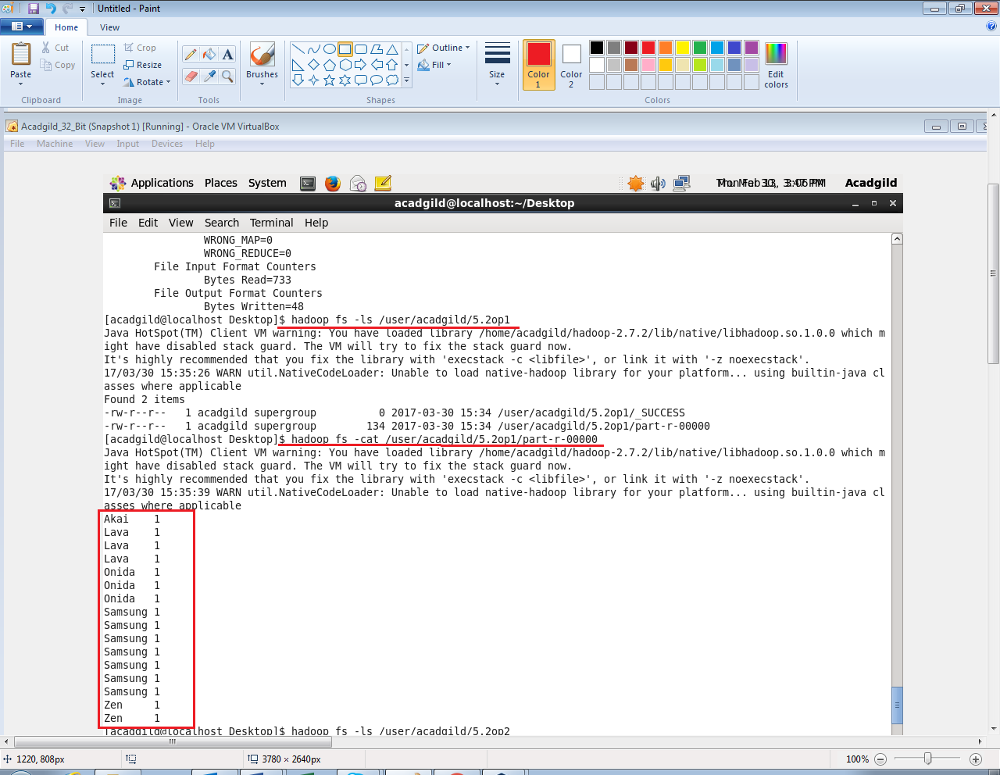 Untitled - Paint
Home View
Paste
Cut
Copy
Clipboard
Select
Crop
Resize
Rotate
Image
Tools
Brushes
Shapes
Outline
Fill
Size
Color 1
Color 2
Colors
Edit colors
Acadgild_32_Bit (Snapshot 1) [Running] - Oracle VM VirtualBox
File Machine View Input Devices Help
Applications Places System
Acadgild
acadgild@localhost:~/Desktop
File Edit View Search Terminal Help
WRONG_MAP=0
WRONG_REDUCE=0
File Input Format Counters
Bytes Read=733
File Output Format Counters
Bytes Written=48
[acadgild@localhost Desktop]$ hadoop fs -ls /user/acadgild/5.2op1
Java HotSpot(TM) Client VM warning: You have loaded library /home/acadgild/hadoop-2.7.2/lib/native/libhadoop.so.1.0.0 which m
ight have disabled stack guard. The VM will try to fix the stack guard now.
It's highly recommended that you fix the library with 'execstack -c <libfile>', or link it with '-z noexecstack'.
17/03/30 15:35:26 WARN util.NativeCodeLoader: Unable to load native-hadoop library for your platform... using builtin-java cl
asses where applicable
Found 2 items
-rw-r--r--   1 acadgild supergroup          0 2017-03-30 15:34 /user/acadgild/5.2op1/_SUCCESS
-rw-r--r--   1 acadgild supergroup        134 2017-03-30 15:34 /user/acadgild/5.2op1/part-r-00000
[acadgild@localhost Desktop]$ hadoop fs -cat /user/acadgild/5.2op1/part-r-00000
Java HotSpot(TM) Client VM warning: You have loaded library /home/acadgild/hadoop-2.7.2/lib/native/libhadoop.so.1.0.0 which m
ight have disabled stack guard. The VM will try to fix the stack guard now.
It's highly recommended that you fix the library with 'execstack -c <libfile>', or link it with '-z noexecstack'.
17/03/30 15:35:39 WARN util.NativeCodeLoader: Unable to load native-hadoop library for your platform... using builtin-java cl
asses where applicable
Akai 1
Lava 1
Lava 1
Lava 1
Onida 1
Onida 1
Onida 1
Samsung 1
Samsung 1
Samsung 1
Samsung 1
Samsung 1
Samsung 1
Samsung 1
Zen 1
Zen 1
[acadgild@localhost Desktop]$ hadoop fs -ls /user/acadgild/5.2op2
1220, 808px
3780 × 2640px
100%